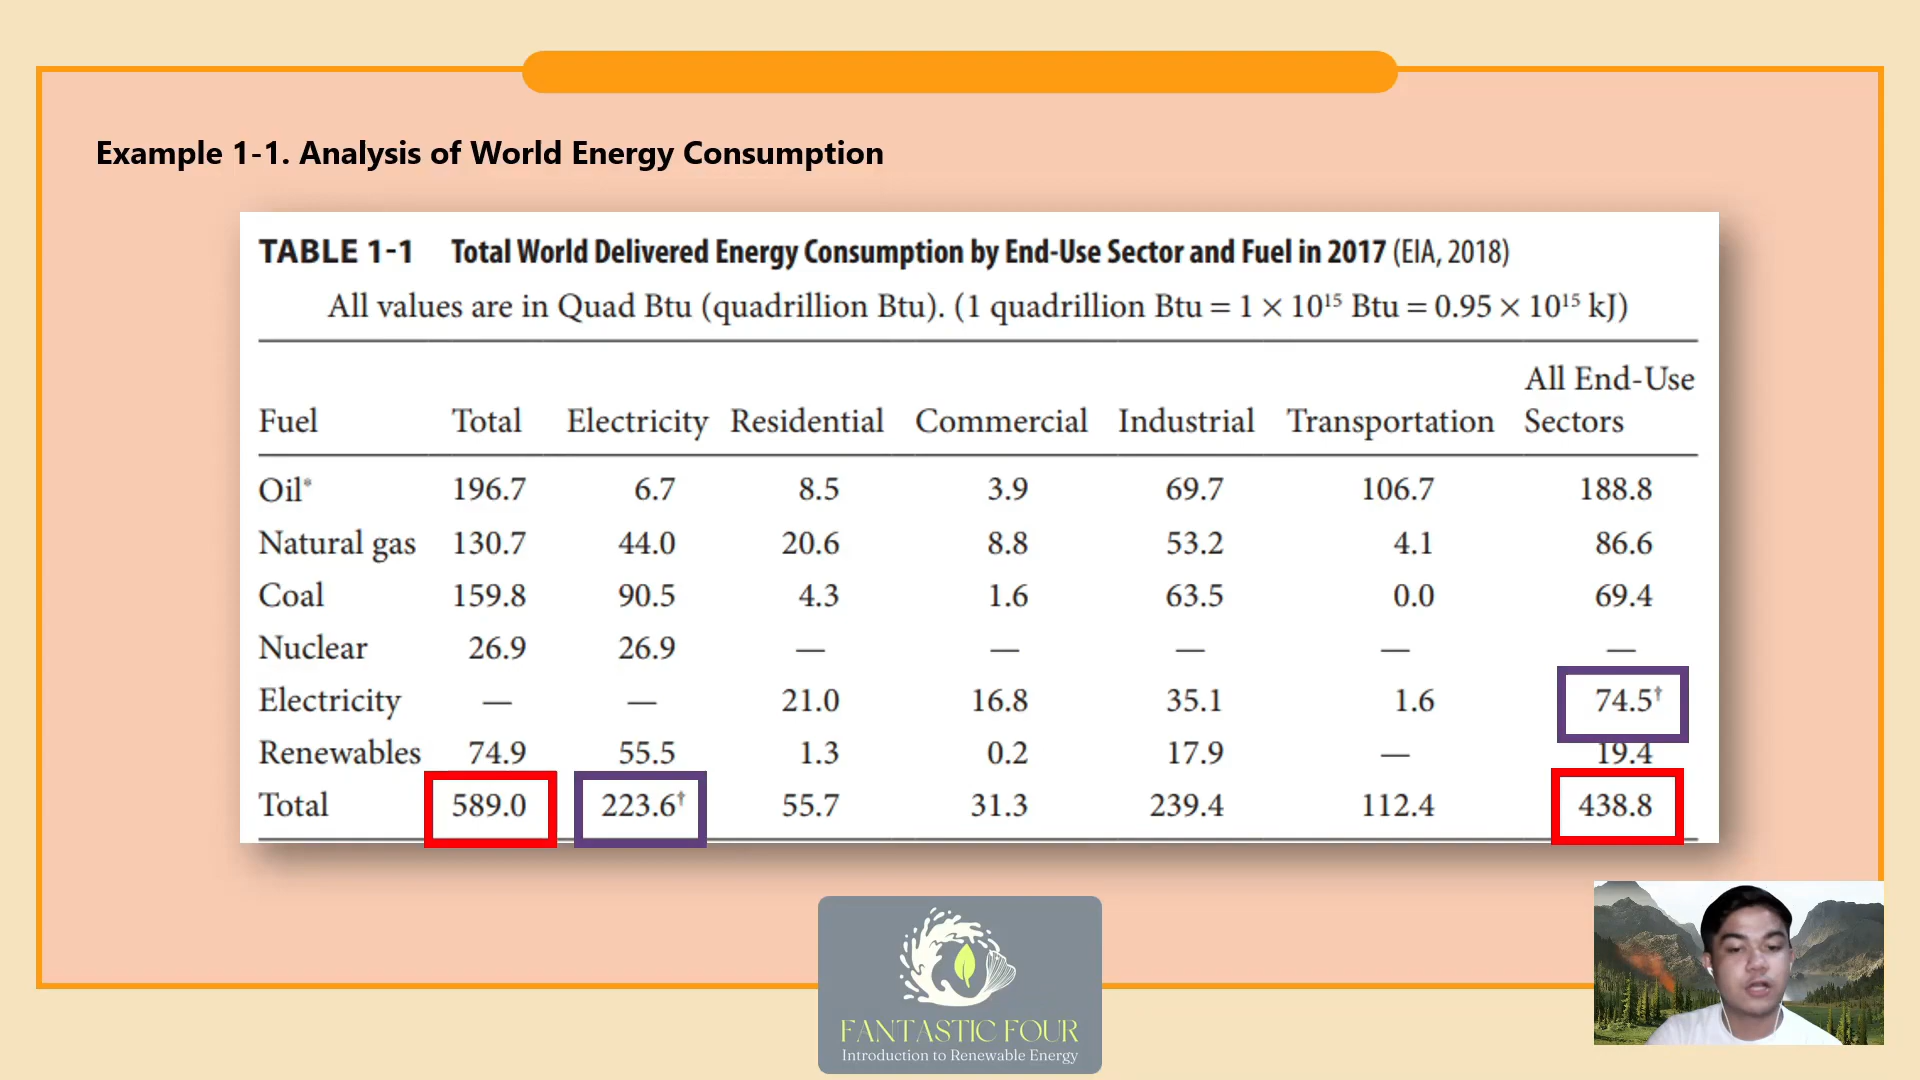 Example 1-1. Analysis of World Energy Consumption
TABLE 1-1 Total World Delivered Energy Consumption by End-Use Sector and Fuel in 2017 (EIA, 2018)
All values are in Quad Btu (quadrillion Btu). (1 quadrillion Btu = 1 × 10¹⁵ Btu = 0.95 × 10¹⁵ kJ)
Fuel Total Electricity Residential Commercial Industrial Transportation All End-Use Sectors
Oil* 196.7 6.7 8.5 3.9 69.7 106.7 188.8
Natural gas 130.7 44.0 20.6 8.8 53.2 4.1 86.6
Coal 159.8 90.5 4.3 1.6 63.5 0.0 69.4
Nuclear 26.9 26.9 — — — — —
Electricity — — 21.0 16.8 35.1 1.6 74.5†
Renewables 74.9 55.5 1.3 0.2 17.9 — 19.4
Total 589.0 223.6† 55.7 31.3 239.4 112.4 438.8
FANTASTIC FOUR
Introduction to Renewable Energy